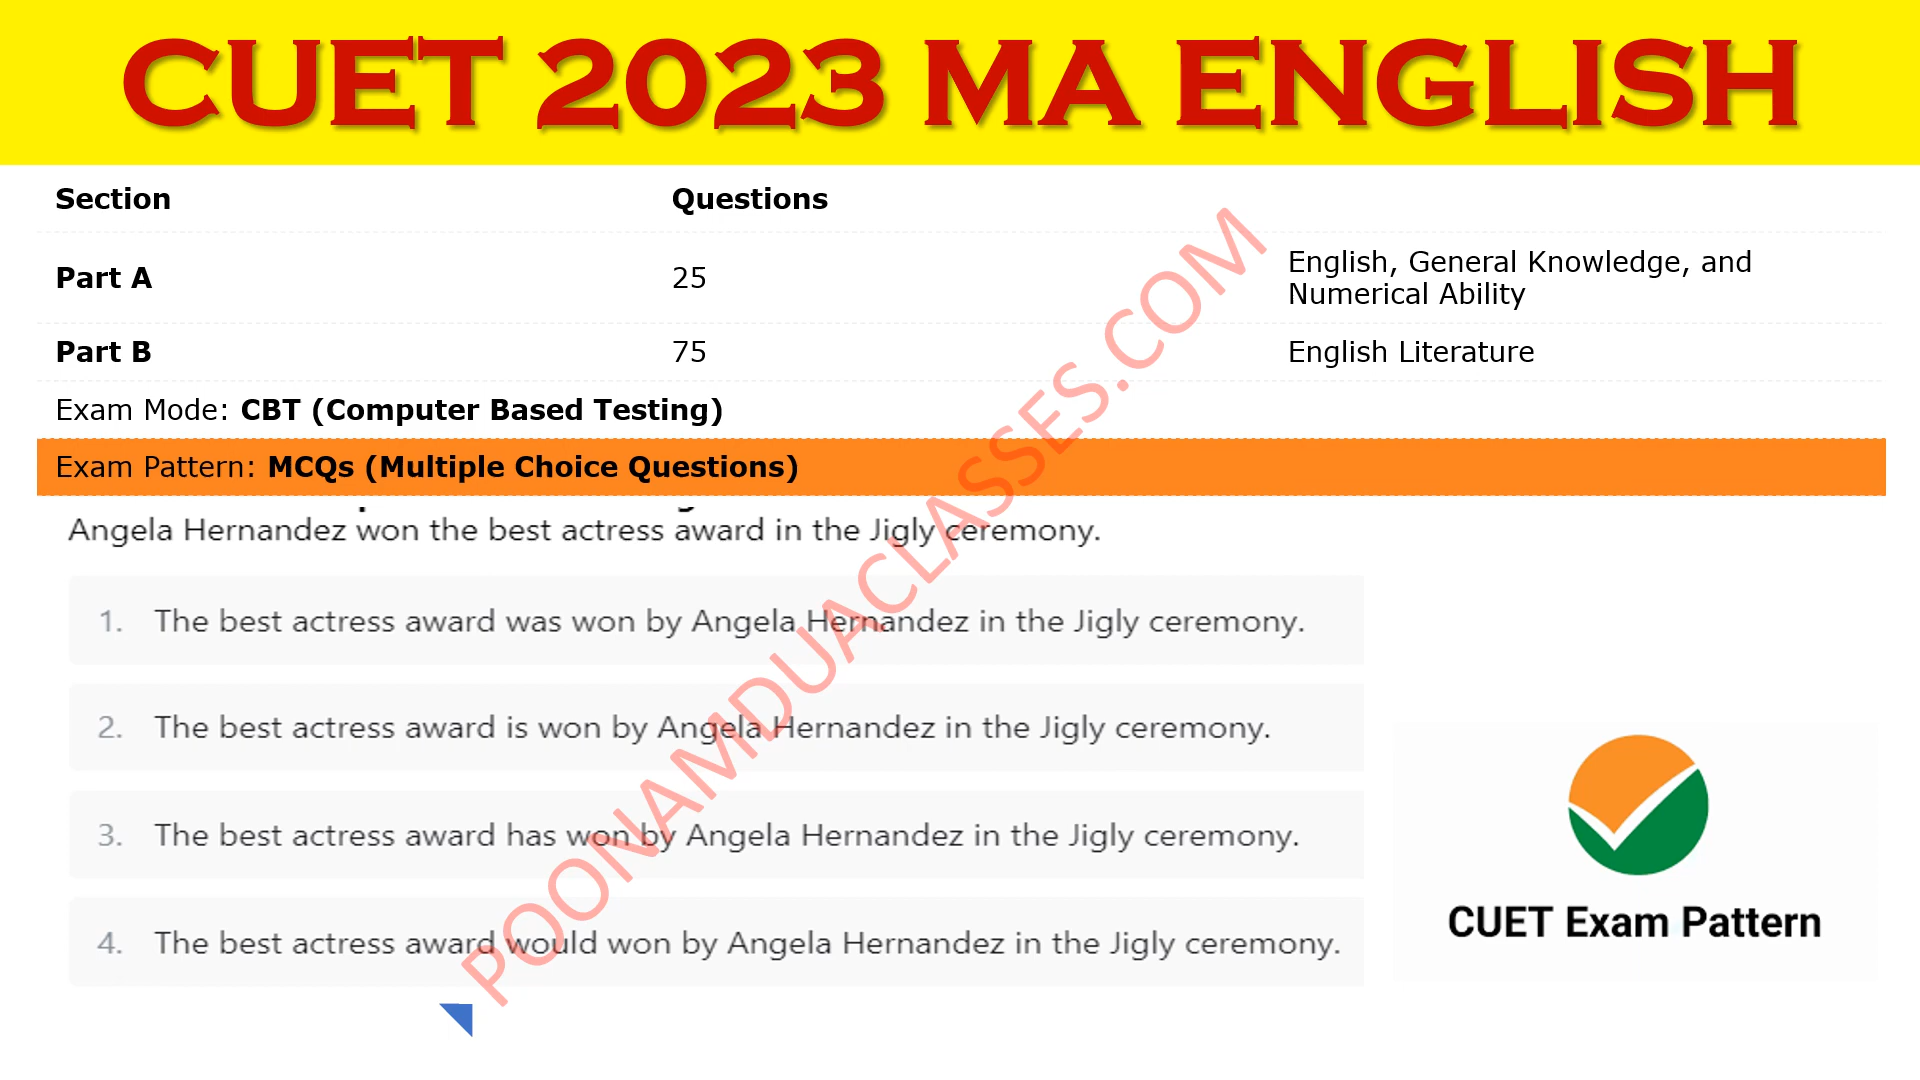 CUET 2023 MA ENGLISH
Section Questions
Part A 25 English, General Knowledge, and
Numerical Ability
Part B 75 English Literature
Exam Mode: CBT (Computer Based Testing)
Exam Pattern: MCQs (Multiple Choice Questions)
Angela Hernandez won the best actress award in the Jigly ceremony.
1. The best actress award was won by Angela Hernandez in the Jigly ceremony.
2. The best actress award is won by Angela Hernandez in the Jigly ceremony.
3. The best actress award has won by Angela Hernandez in the Jigly ceremony.
4. The best actress award would won by Angela Hernandez in the Jigly ceremony.
CUET Exam Pattern
POONAMDUACLASSES.COM